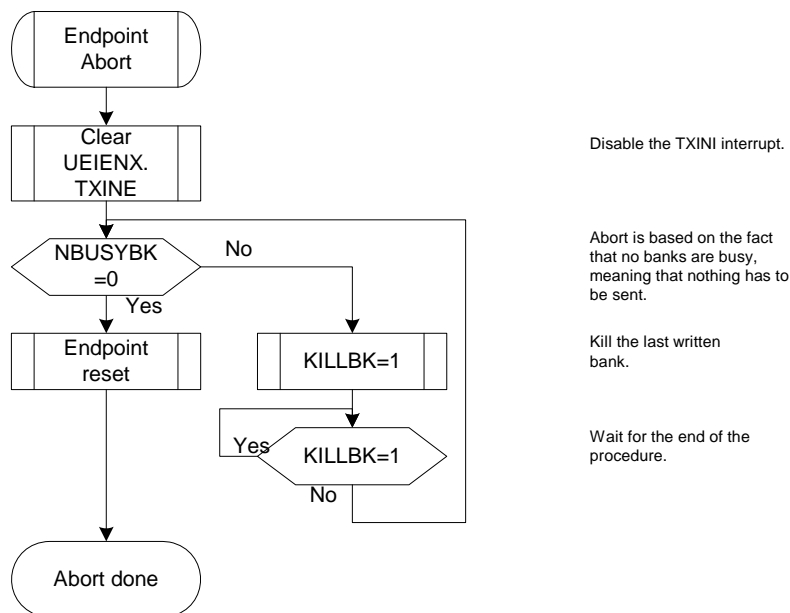 Endpoint
Abort
Clear
UEIENX.
TXINE
Disable the TXINI interrupt.
NBUSYBK
=0
No
Yes
Abort is based on the fact
that no banks are busy,
meaning that nothing has to
be sent.
Endpoint
reset
KILLBK=1
Kill the last written
bank.
Yes
KILLBK=1
No
Wait for the end of the
procedure.
Abort done